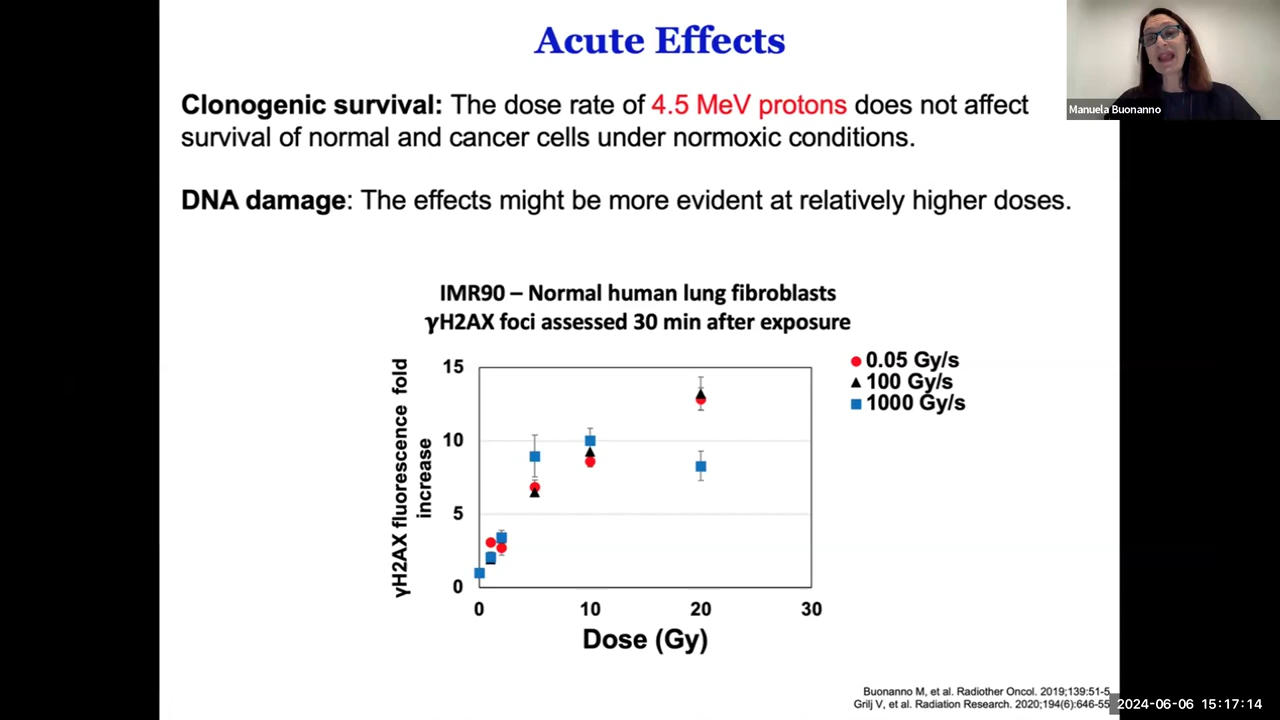 Acute Effects
Manuela Buonanno
Clonogenic survival: The dose rate of 4.5 MeV protons does not affect
survival of normal and cancer cells under normoxic conditions.
DNA damage: The effects might be more evident at relatively higher doses.
IMR90 – Normal human lung fibroblasts
γH2AX foci assessed 30 min after exposure
γH2AX fluorescence fold
increase
15
10
5
0
0 10 20 30
Dose (Gy)
0.05 Gy/s
100 Gy/s
1000 Gy/s
Buonanno M, et al. Radiother Oncol. 2019;139:51-5
Grilj V, et al. Radiation Research. 2020;194(6):646-55
2024-06-06 15:17:14